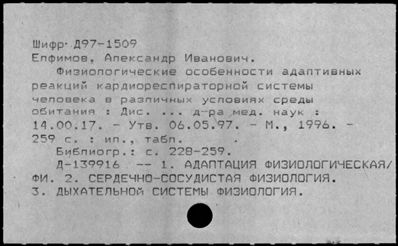 Шифр Д97-1509
Елфимов, Александр Иванович.
Физиологические особенности адаптивных
реакций кардиореспираторной системы
человека в различных условиях среды
обитания : Дис. ... д-ра мед. наук :
14.00.17. - Утв. 06.05.97. - М., 1996. -
259 с. : ил., табл.
Библиогр.: с. 228-259.
Д-139916 -- 1. АДАПТАЦИЯ ФИЗИОЛОГИЧЕСКАЯ/
ФИ. 2. СЕРДЕЧНО-СОСУДИСТАЯ ФИЗИОЛОГИЯ.
3. ДЫХАТЕЛЬНОЙ СИСТЕМЫ ФИЗИОЛОГИЯ.